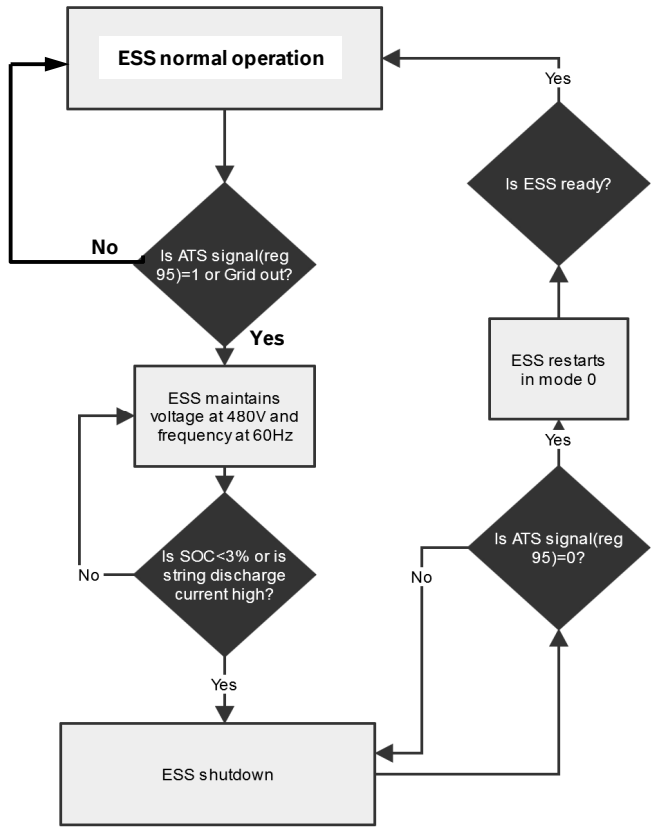 ESS normal operation
Yes
Is ESS ready?
No
Is ATS signal(reg
95)=1 or Grid out?
Yes
ESS restarts
in mode 0
ESS maintains
voltage at 480V and
frequency at 60Hz
Yes
Is ATS signal(reg
95)=0?
Is SOC<3% or is
string discharge
current high?
No
No
Yes
ESS shutdown